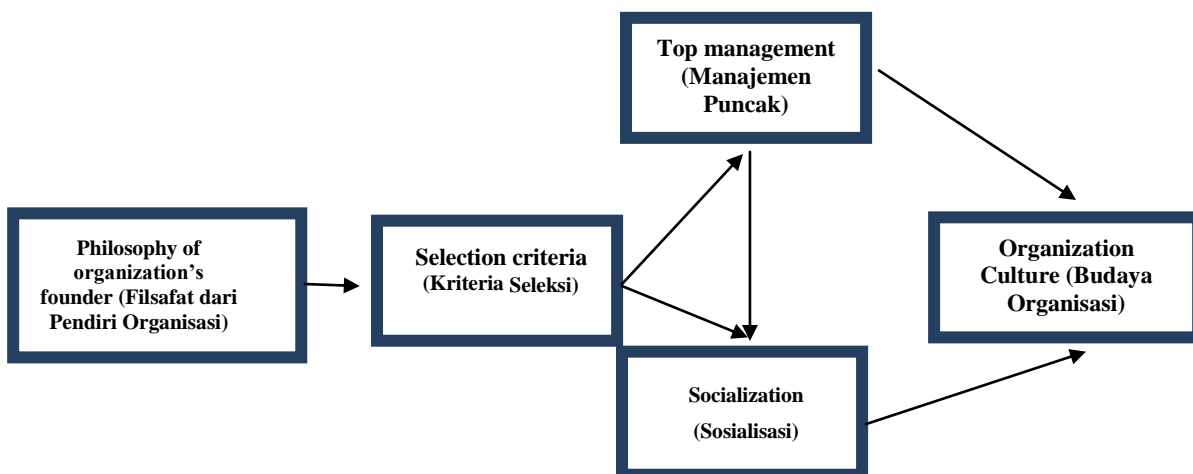 Top management
(Manajemen
Puncak)
Philosophy of
organization's
founder (Filsafat dari
Pendiri Organisasi)
Selection criteria
(Kriteria Seleksi)
Organization
Culture (Budaya
Organisasi)
Socialization
(Sosialisasi)